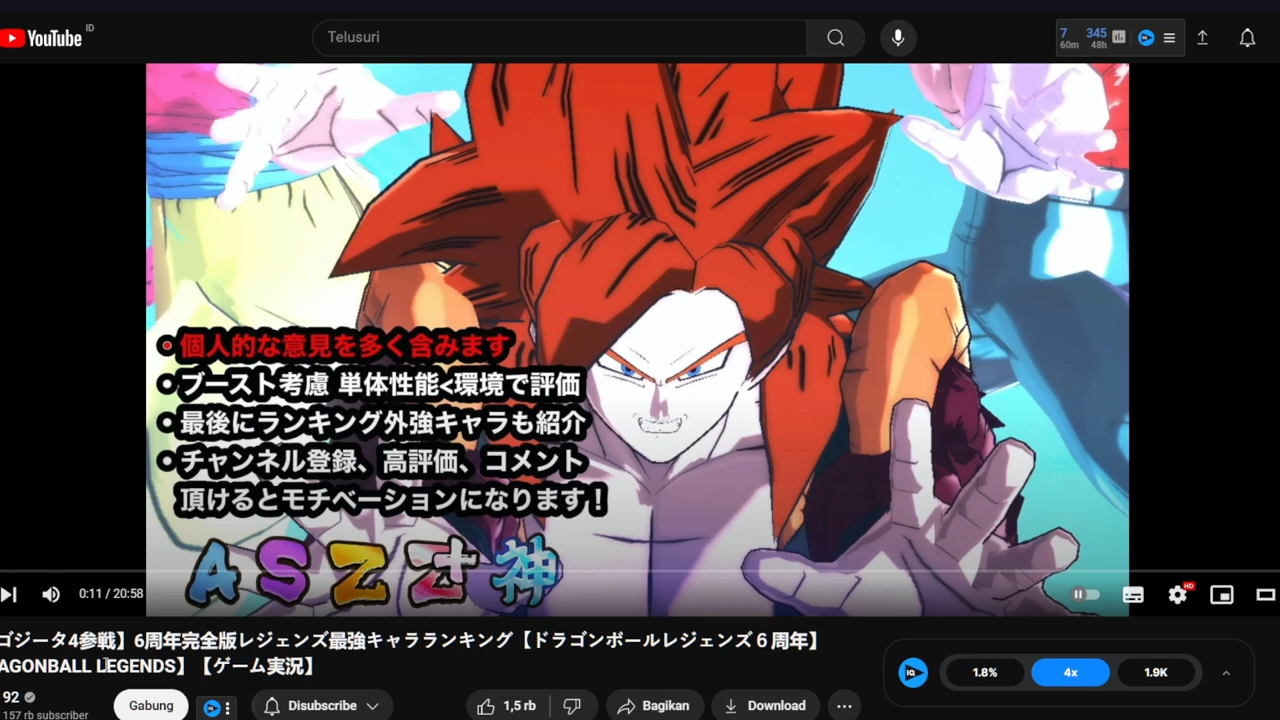 YouTube ID
Telusuri
7 345
60m 48h
•個人的な意見を多く含みます
•ブースト考慮 単体性能<環境で評価
•最後にランキング外強キャラも紹介
•チャンネル登録、高評価、コメント
頂けるとモチベーションになります!
A S Z Z+ 神
0:11 / 20:58
HD
ゴジータ4参戦】6周年完全版レジェンズ最強キャラランキング【ドラゴンボールレジェンズ6周年】
AGONBALL LEGENDS】【ゲーム実況】
IQ 1.8% 4x 1.9K
92
157 rb subscriber
Gabung
Disubscribe
1,5 rb
Bagikan
Download